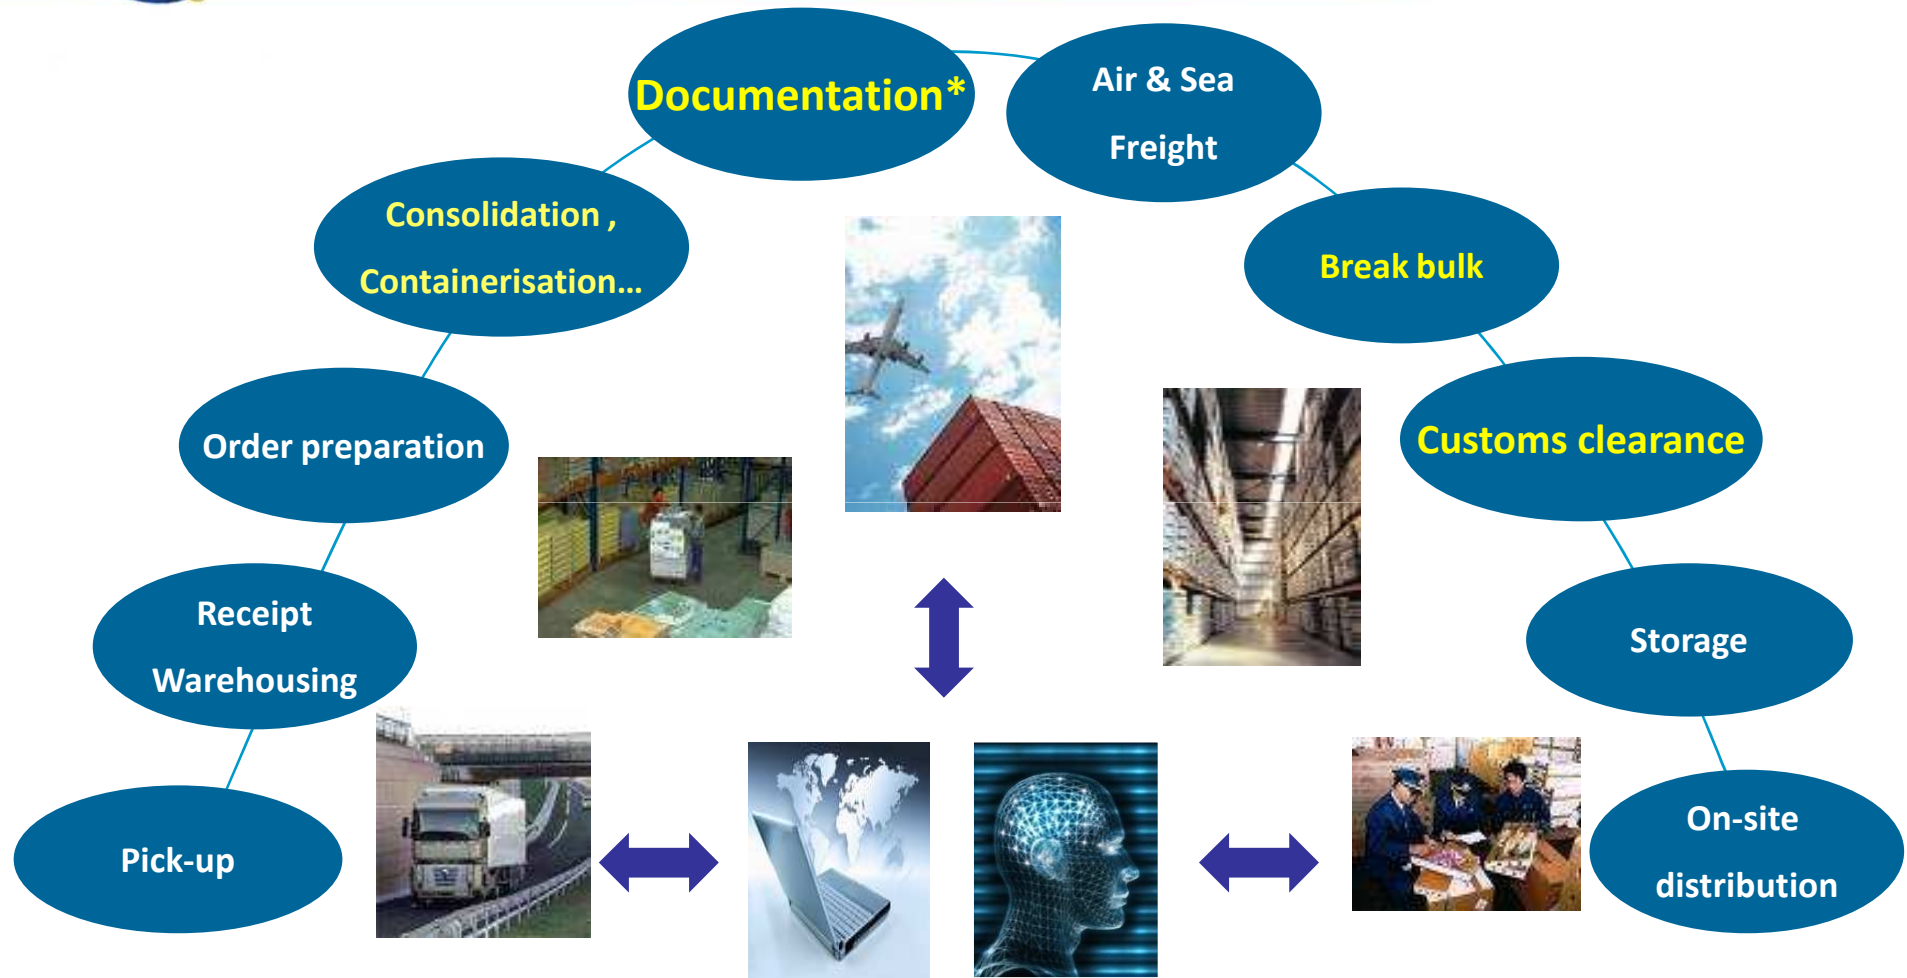 Documentation*
Air & Sea
Freight
Consolidation ,
Containerisation...
Break bulk
Order preparation
Customs clearance
Receipt
Warehousing
Storage
Pick-up
On-site
distribution